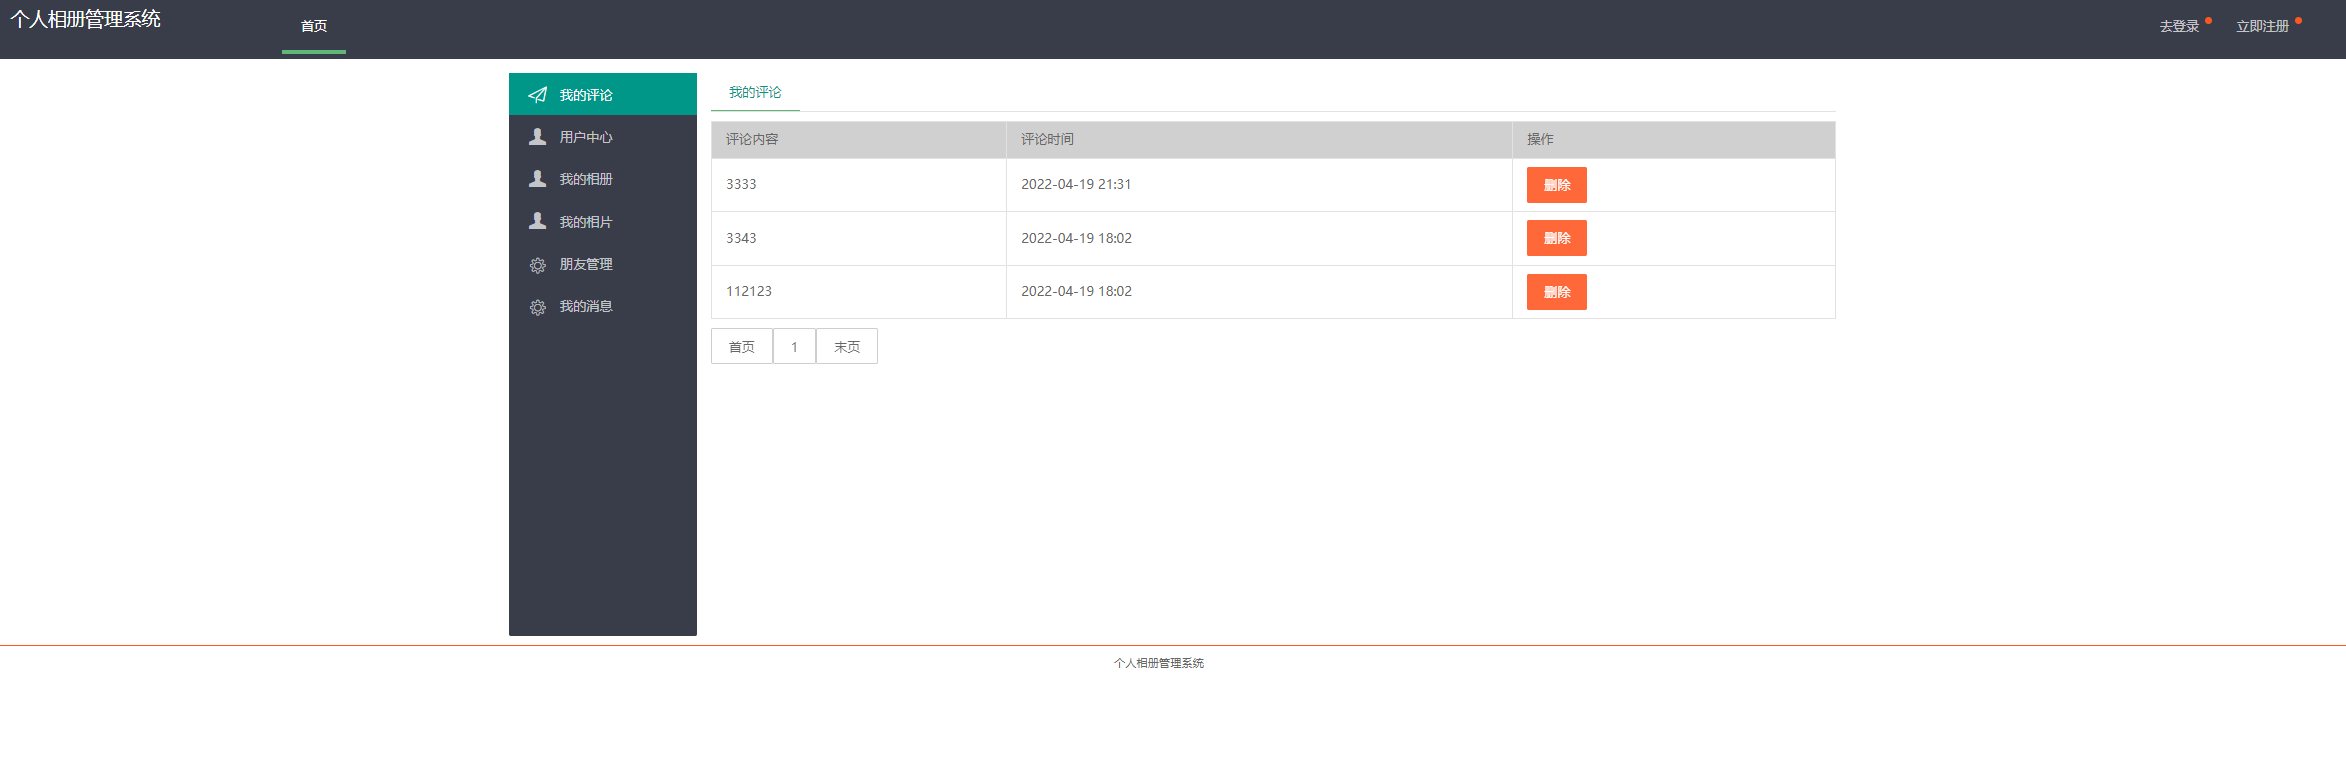 个人相册管理系统
首页
去登录
立即注册
我的评论
用户中心
我的相册
我的相片
朋友管理
我的消息
我的评论
评论内容 评论时间 操作
3333 2022-04-19 21:31 删除
3343 2022-04-19 18:02 删除
112123 2022-04-19 18:02 删除
首页 1 末页
个人相册管理系统